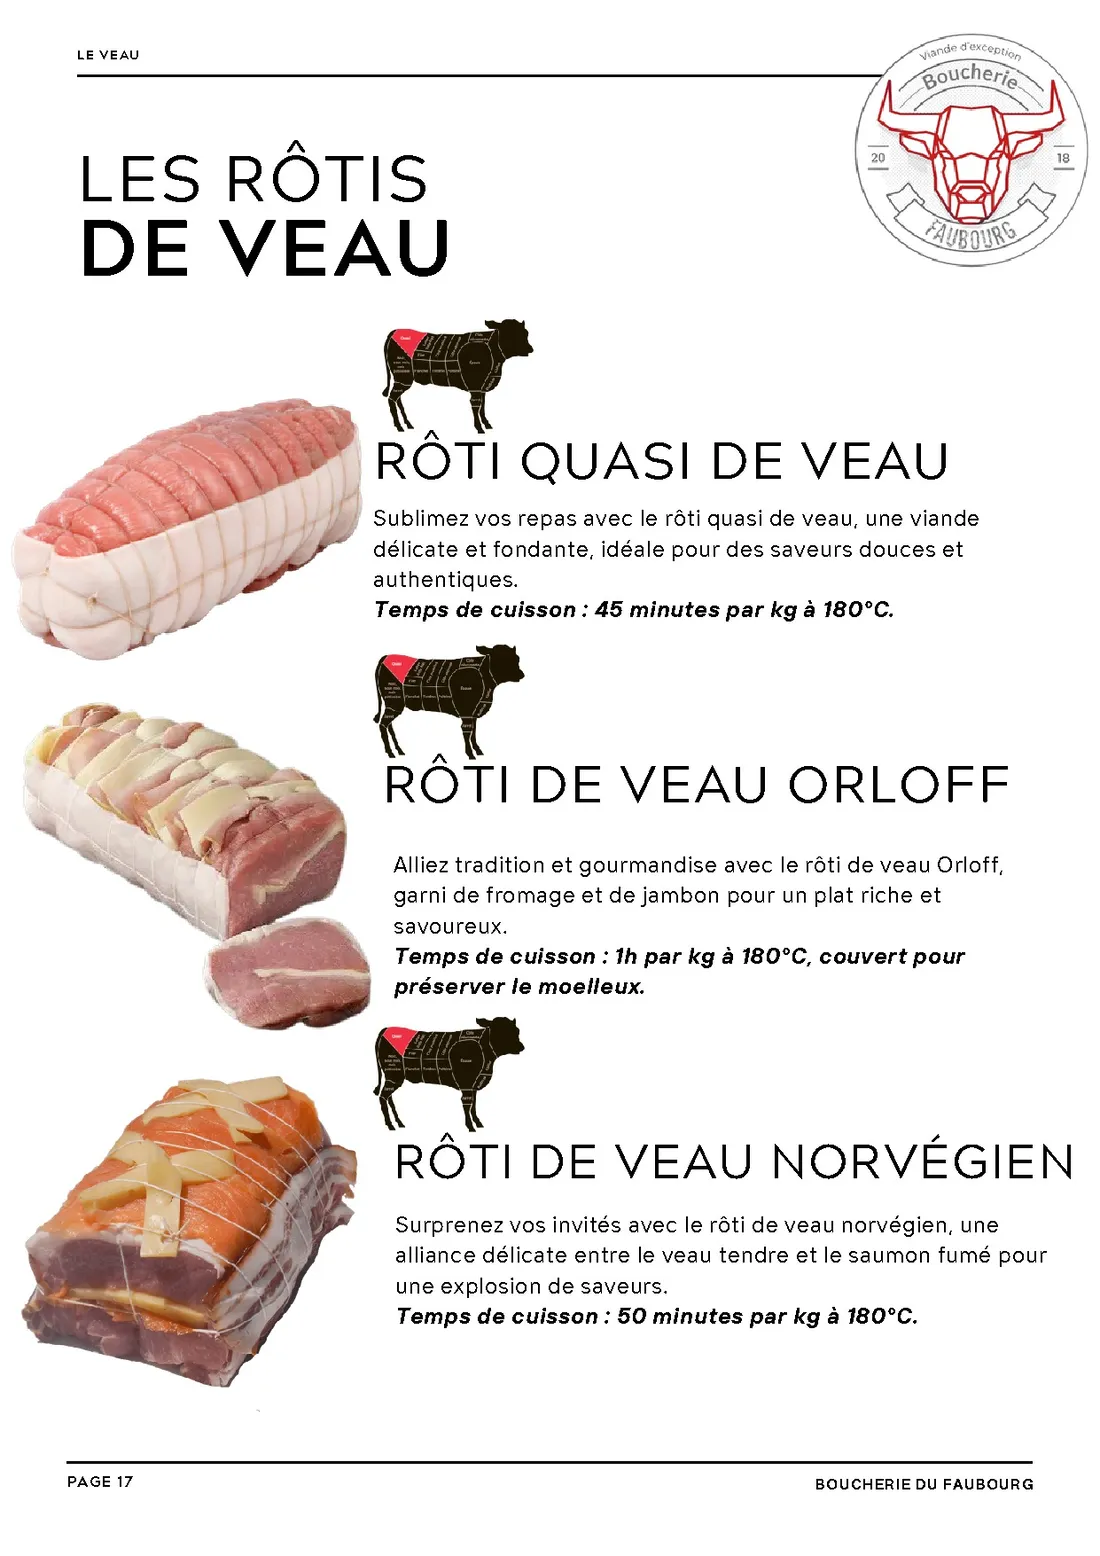 LE VEAU
Viande d'exception
Boucherie
20
18
FAUBOURG
LES RÔTIS
DE VEAU
RÔTI QUASI DE VEAU
Sublimez vos repas avec le rôti quasi de veau, une viande
délicate et fondante, idéale pour des saveurs douces et
authentiques.
Temps de cuisson : 45 minutes par kg à 180°C.
RÔTI DE VEAU ORLOFF
Alliez tradition et gourmandise avec le rôti de veau Orloff,
garni de fromage et de jambon pour un plat riche et
savoureux.
Temps de cuisson : 1h par kg à 180°C, couvert pour
préserver le moelleux.
RÔTI DE VEAU NORVÉGIEN
Surprenez vos invités avec le rôti de veau norvégien, une
alliance délicate entre le veau tendre et le saumon fumé pour
une explosion de saveurs.
Temps de cuisson : 50 minutes par kg à 180°C.
PAGE 17
BOUCHERIE DU FAUBOURG